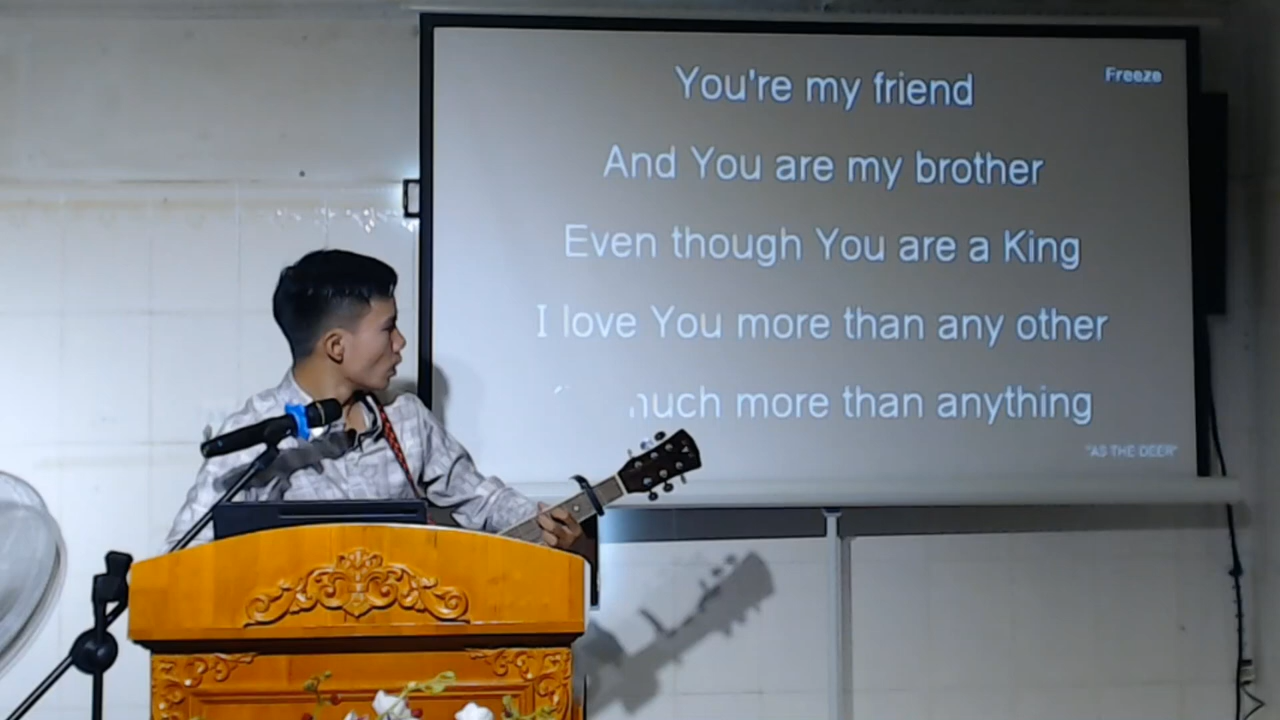 You're my friend
Freeze
And You are my brother
Even though You are a King
I love You more than any other
more than anything
"AS THE DEER"